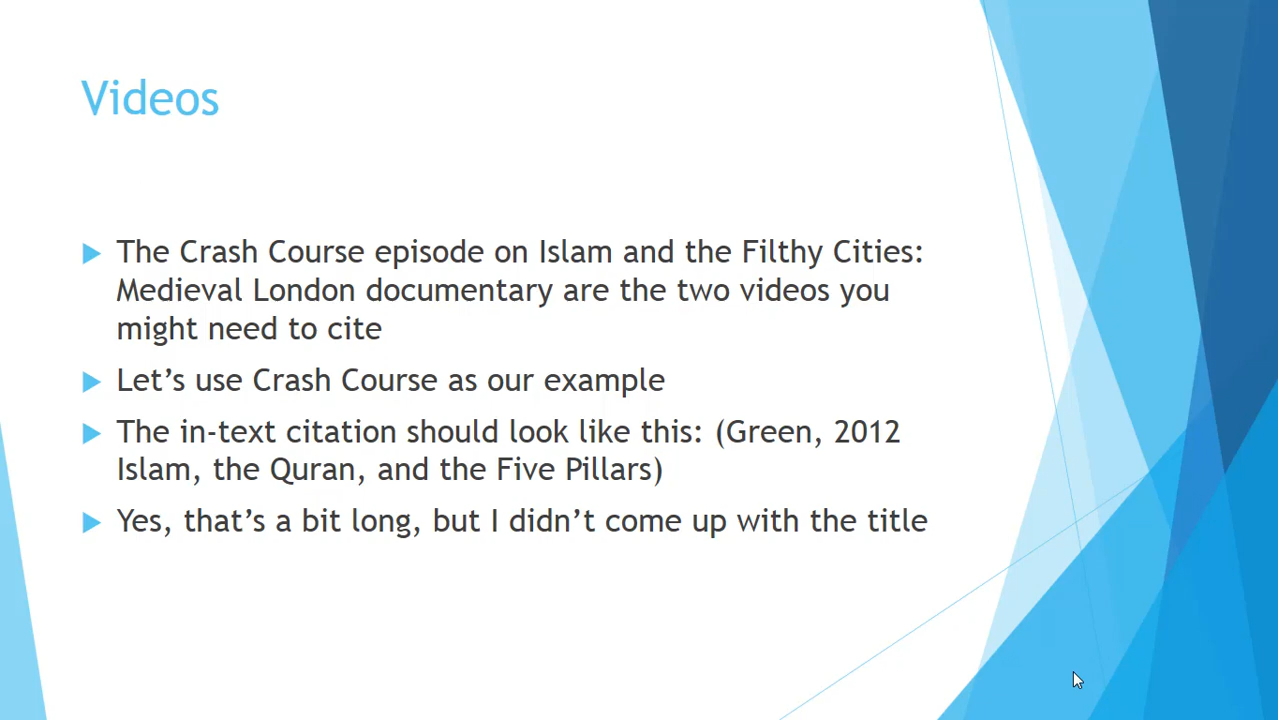 Videos
The Crash Course episode on Islam and the Filthy Cities:
Medieval London documentary are the two videos you
might need to cite
Let’s use Crash Course as our example
The in-text citation should look like this: (Green, 2012
Islam, the Quran, and the Five Pillars)
Yes, that’s a bit long, but I didn’t come up with the title